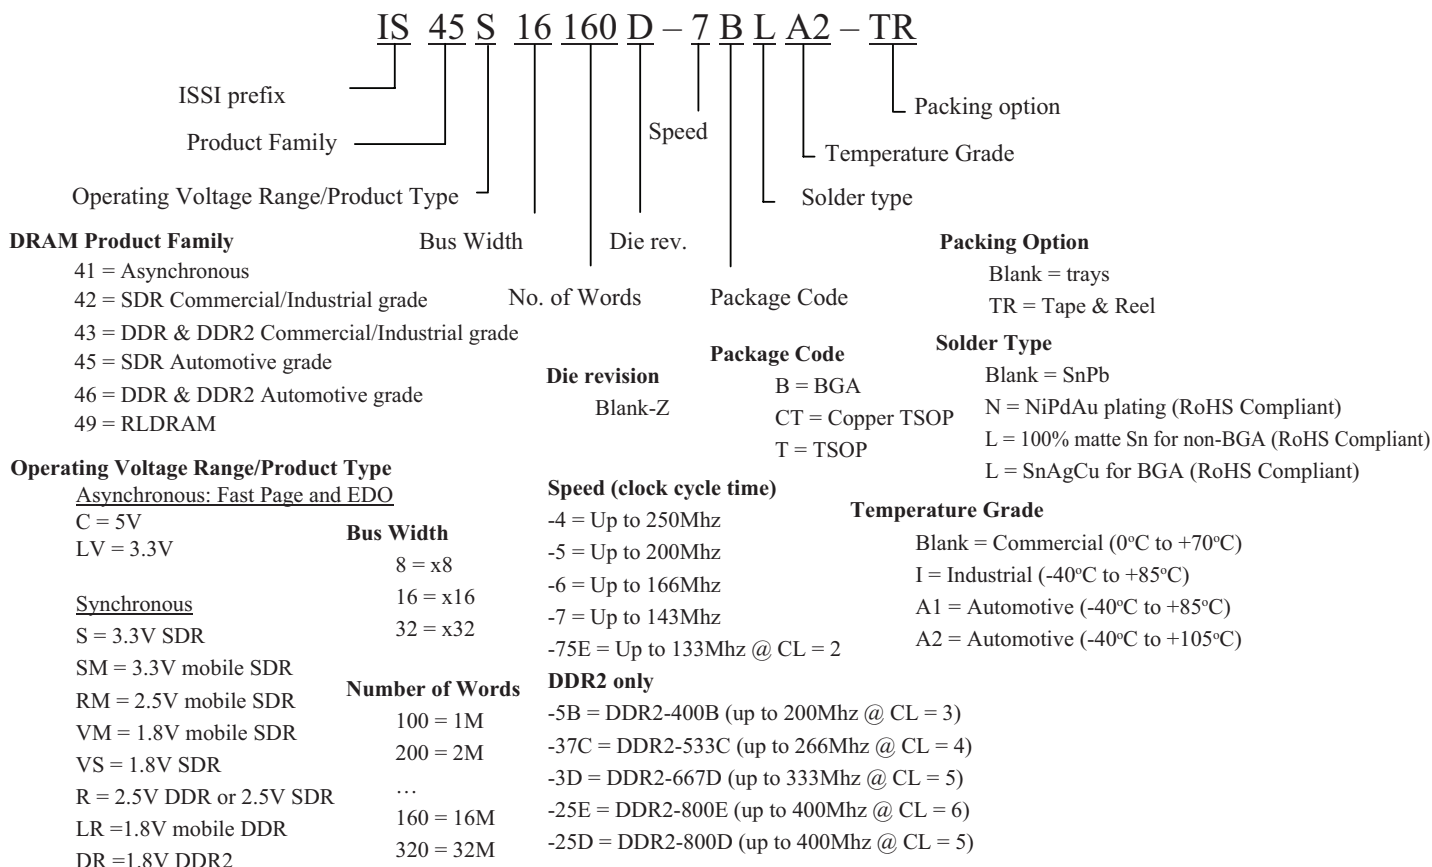 IS 45 S 16 160 D – 7 B L A2 – TR
ISSI prefix
Product Family
Operating Voltage Range/Product Type
Bus Width
No. of Words
Die rev.
Speed
Package Code
Solder type
Temperature Grade
Packing option
DRAM Product Family
41 = Asynchronous
42 = SDR Commercial/Industrial grade
43 = DDR & DDR2 Commercial/Industrial grade
45 = SDR Automotive grade
46 = DDR & DDR2 Automotive grade
49 = RLDRAM
Operating Voltage Range/Product Type
Asynchronous: Fast Page and EDO
C = 5V
LV = 3.3V
Synchronous
S = 3.3V SDR
SM = 3.3V mobile SDR
RM = 2.5V mobile SDR
VM = 1.8V mobile SDR
VS = 1.8V SDR
R = 2.5V DDR or 2.5V SDR
LR =1.8V mobile DDR
DR =1.8V DDR2
Bus Width
8 = x8
16 = x16
32 = x32
Number of Words
100 = 1M
200 = 2M
…
160 = 16M
320 = 32M
Die revision
Blank-Z
Package Code
B = BGA
CT = Copper TSOP
T = TSOP
Speed (clock cycle time)
-4 = Up to 250Mhz
-5 = Up to 200Mhz
-6 = Up to 166Mhz
-7 = Up to 143Mhz
-75E = Up to 133Mhz @ CL = 2
DDR2 only
-5B = DDR2-400B (up to 200Mhz @ CL = 3)
-37C = DDR2-533C (up to 266Mhz @ CL = 4)
-3D = DDR2-667D (up to 333Mhz @ CL = 5)
-25E = DDR2-800E (up to 400Mhz @ CL = 6)
-25D = DDR2-800D (up to 400Mhz @ CL = 5)
Packing Option
Blank = trays
TR = Tape & Reel
Solder Type
Blank = SnPb
N = NiPdAu plating (RoHS Compliant)
L = 100% matte Sn for non-BGA (RoHS Compliant)
L = SnAgCu for BGA (RoHS Compliant)
Temperature Grade
Blank = Commercial (0°C to +70°C)
I = Industrial (-40°C to +85°C)
A1 = Automotive (-40°C to +85°C)
A2 = Automotive (-40°C to +105°C)